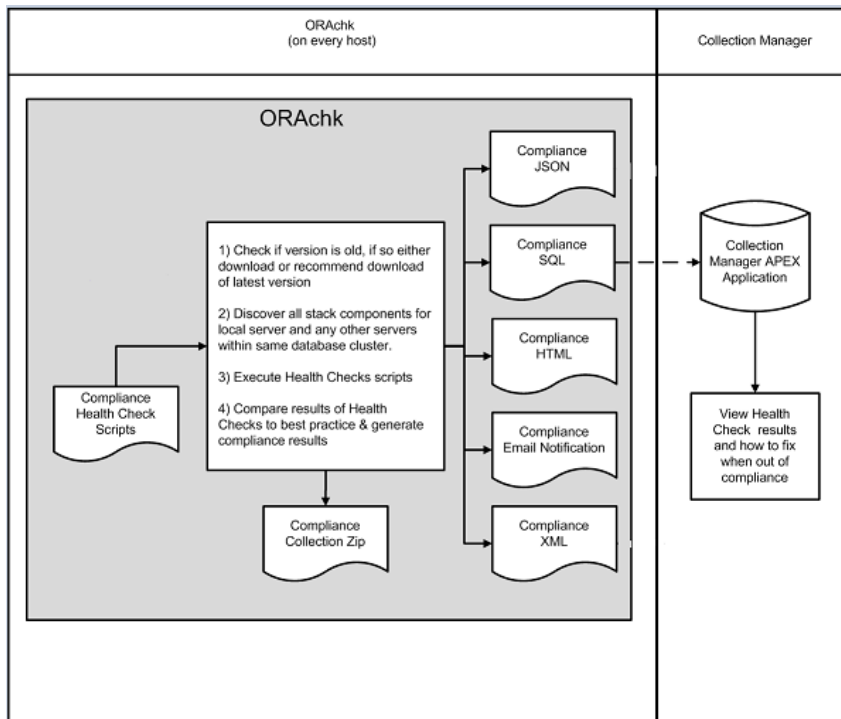 ORAchk
(on every host)
Collection Manager
ORAchk
Compliance
JSON
Compliance
SQL
Compliance
HTML
Compliance
Email Notification
Compliance
XML
1) Check if version is old, if so either
download or recommend download
of latest version
2) Discover all stack components for
local server and any other servers
within same database cluster.
3) Execute Health Checks scripts
4) Compare results of Health
Checks to best practice & generate
compliance results
Compliance
Health Check
Scripts
Compliance
Collection Zip
Collection
Manager APEX
Application
View Health
Check results
and how to fix
when out of
compliance